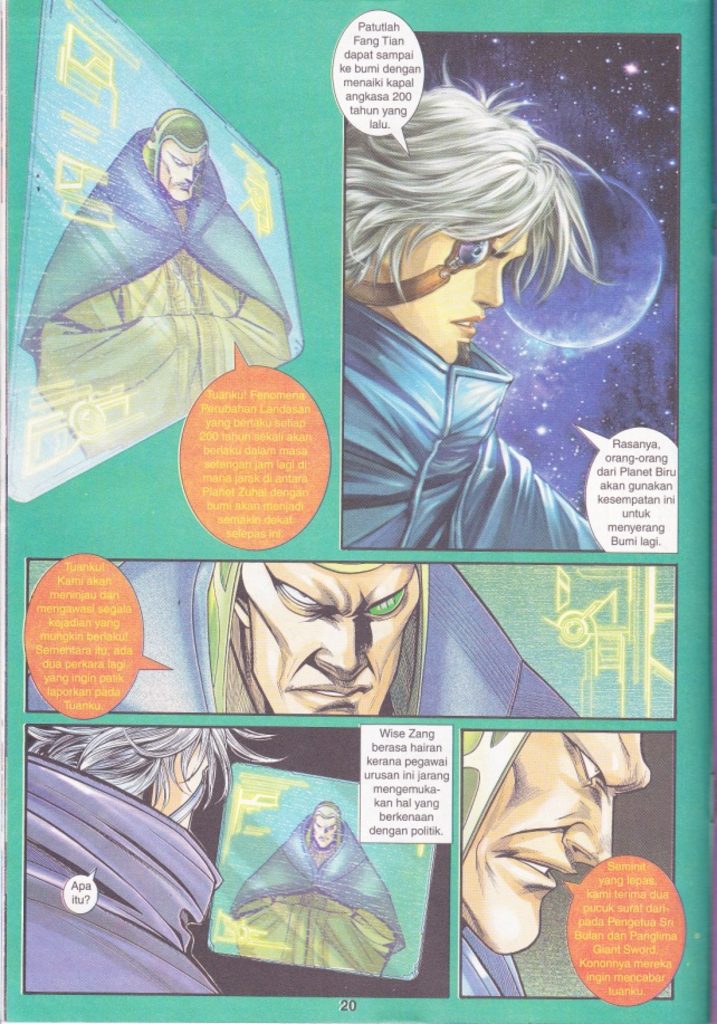 Patutlah
Fang Tian
dapat sampai
ke bumi dengan
menaiki kapal
angkasa 200
tahun yang
lalu.
Tuanku! Fenomena
Perubahan Landasan
yang berlaku setiap
200 tahun sekali akan
berlaku dalam masa
setengah jam lagi di
mana jarak di antara
Planet Zuhal dengan
bumi akan menjadi
semakin dekat
selepas ini.
Rasanya,
orang-orang
dari Planet Biru
akan gunakan
kesempatan ini
untuk
menyerang
Bumi lagi.
Tuanku!
Kami akan
meninjau dan
mengawasi segala
kejadian yang
mungkin berlaku!
Sementara itu, ada
dua perkara lagi
yang ingin patik
laporkan pada
Tuanku.
Wise Zang
berasa hairan
kerana pegawai
urusan ini jarang
mengemuka-
kan hal yang
berkenaan
dengan politik.
Apa
itu?
Seminit
yang lepas,
kami terima dua
pucuk surat dari-
pada Pengetua Sri
Bulan dan Panglima
Giant Sword.
Kononnya mereka
ingin mencabar
tuanku.
20